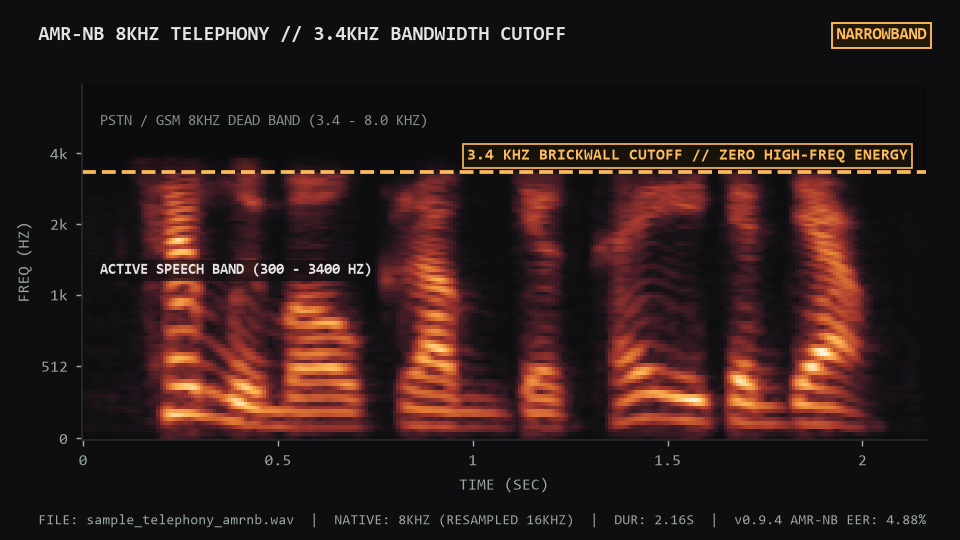 AMR-NB 8KHZ TELEPHONY // 3.4KHZ BANDWIDTH CUTOFF
NARROWBAND
PSTN / GSM 8KHZ DEAD BAND (3.4 - 8.0 KHZ)
3.4 KHZ BRICKWALL CUTOFF // ZERO HIGH-FREQ ENERGY
4k
2k
ACTIVE SPEECH BAND (300 - 3400 HZ)
1k
512
0
FREQ (HZ)
0 0.5 1 1.5 2
TIME (SEC)
FILE: sample_telephony_amrnb.wav | NATIVE: 8KHZ (RESAMPLED 16KHZ) | DUR: 2.16S | v0.9.4 AMR-NB EER: 4.88%